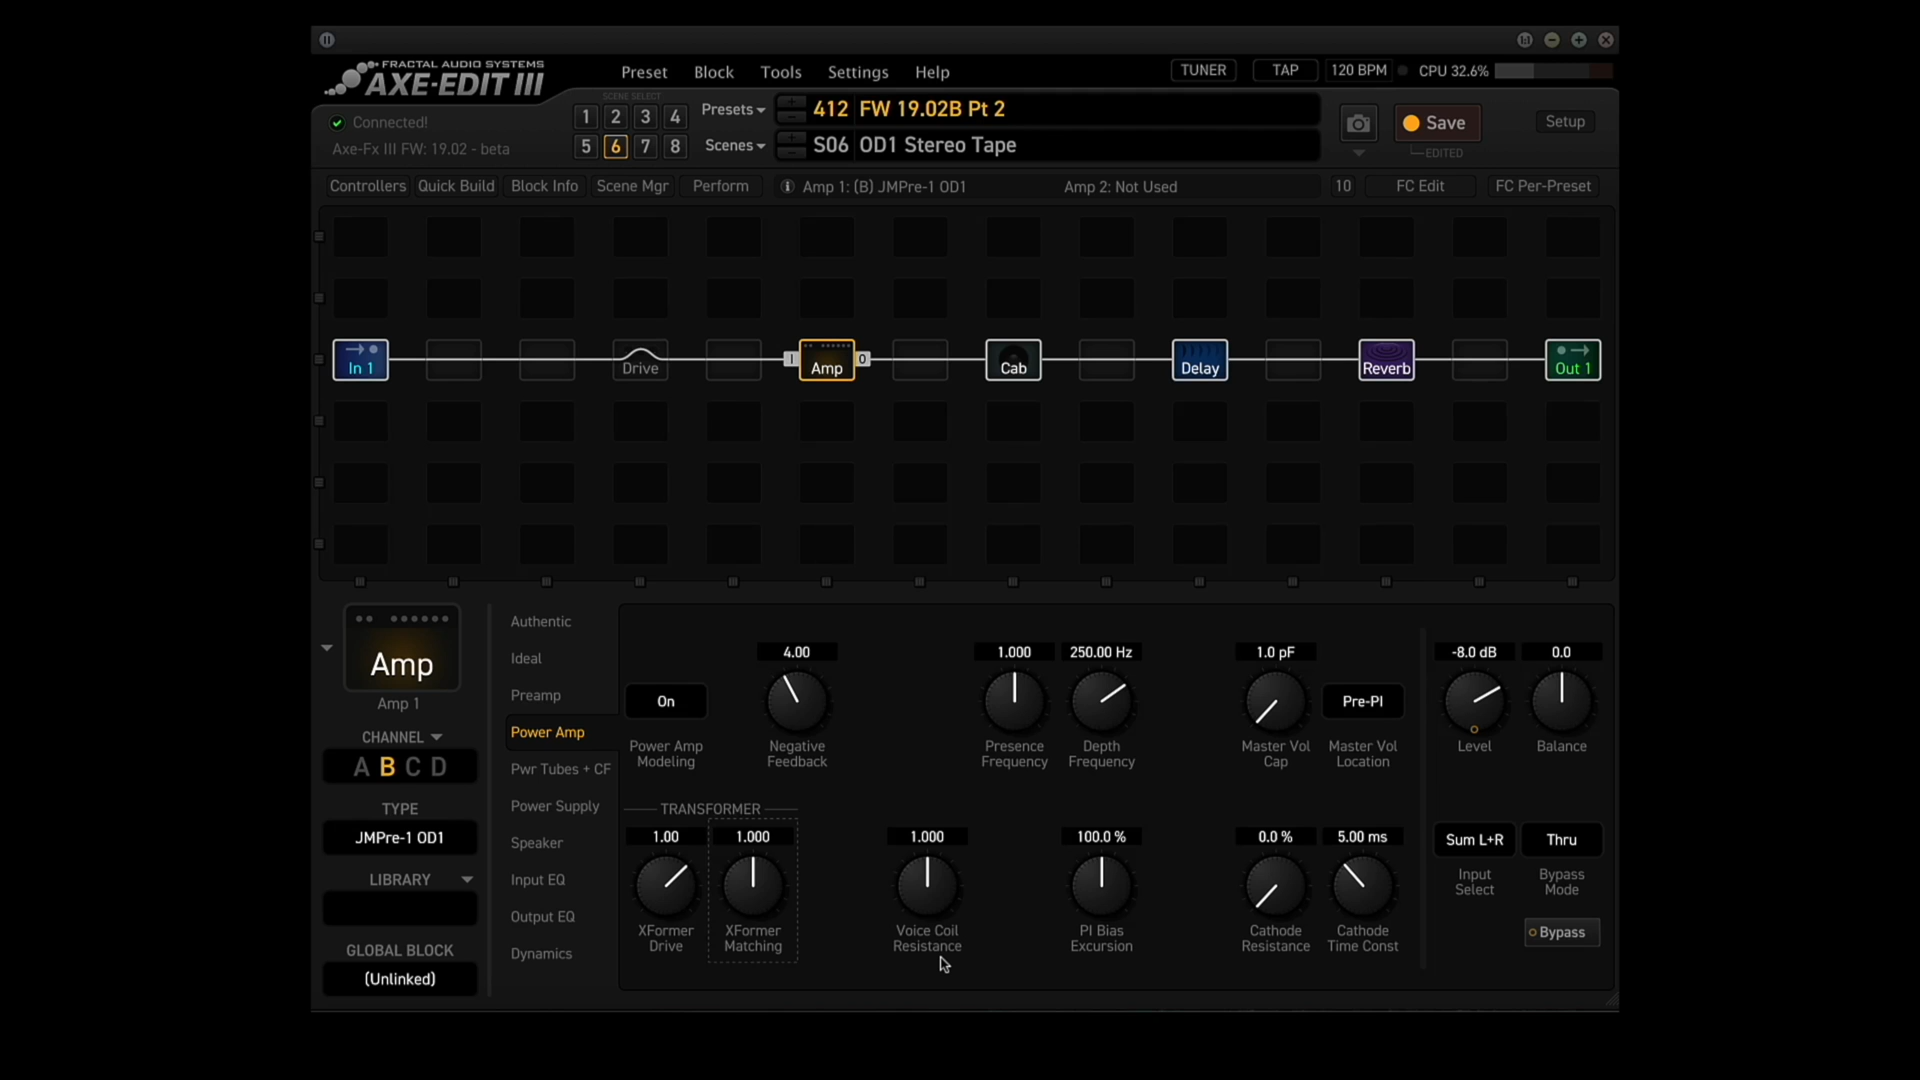 FRACTAL AUDIO SYSTEMS
AXE-EDIT III
Preset Block Tools Settings Help
TUNER TAP 120 BPM CPU 32.6%
SCENE SELECT
1 2 3 4
5 6 7 8
Presets
412 FW 19.02B Pt 2
Scenes
S06 OD1 Stereo Tape
Connected!
Axe-Fx III FW: 19.02 - beta
Save
EDITED
Setup
Controllers Quick Build Block Info Scene Mgr Perform
Amp 1: (B) JMPre-1 OD1 Amp 2: Not Used
10 FC Edit FC Per-Preset
In 1 Drive I Amp O Cab Delay Reverb Out 1
Amp
Amp 1
CHANNEL
A B C D
TYPE
JMPre-1 OD1
LIBRARY
GLOBAL BLOCK
(Unlinked)
Authentic
Ideal
Preamp
Power Amp
Pwr Tubes + CF
Power Supply
Speaker
Input EQ
Output EQ
Dynamics
4.00 1.000 250.00 Hz 1.0 pF -8.0 dB 0.0
On Pre-PI
Power Amp Modeling
Negative Feedback
Presence Frequency
Depth Frequency
Master Vol Cap
Master Vol Location
Level
Balance
TRANSFORMER
1.00 1.000 1.000 100.0 % 0.0 % 5.00 ms
Sum L+R Thru
XFormer Drive
XFormer Matching
Voice Coil Resistance
PI Bias Excursion
Cathode Resistance
Cathode Time Const
Input Select
Bypass Mode
Bypass